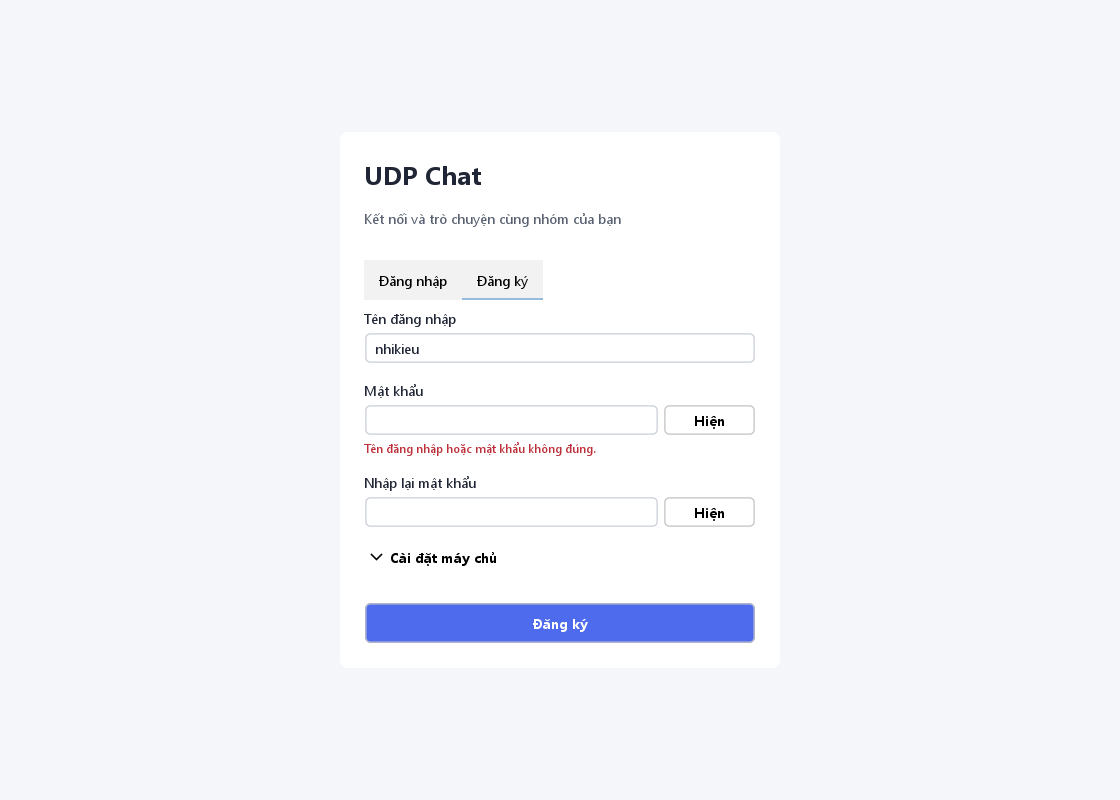 UDP Chat
Kết nối và trò chuyện cùng nhóm của bạn
Đăng nhập
Đăng ký
Tên đăng nhập
nhikieu
Mật khẩu
Hiện
Tên đăng nhập hoặc mật khẩu không đúng.
Nhập lại mật khẩu
Hiện
Cài đặt máy chủ
Đăng ký